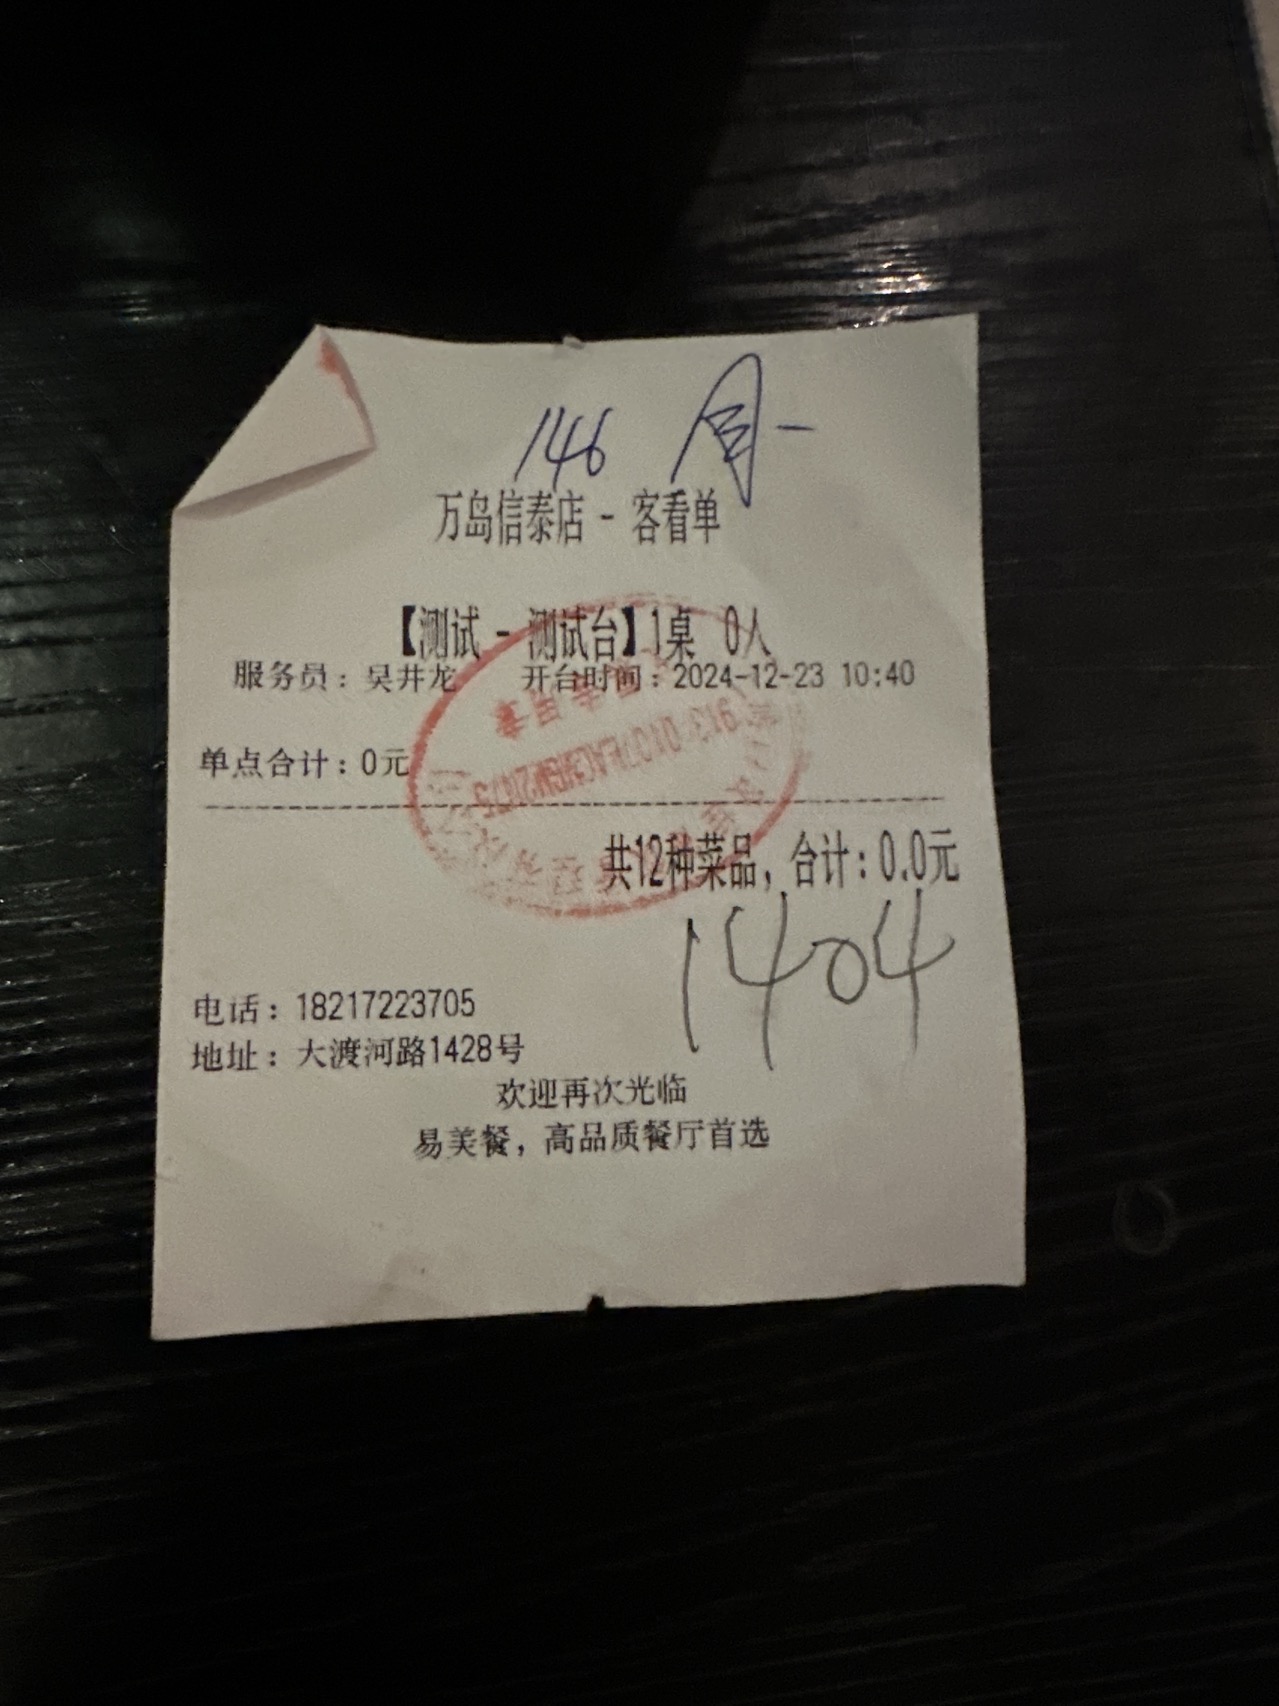 146 周一
万岛信泰店 - 客看单
【测试 - 测试台】1桌 0人
服务员：吴井龙 开台时间：2024-12-23 10:40
单点合计：0元
共12种菜品，合计：0.0元
1404
电话：18217223705
地址：大渡河路1428号
欢迎再次光临
易美餐，高品质餐厅首选